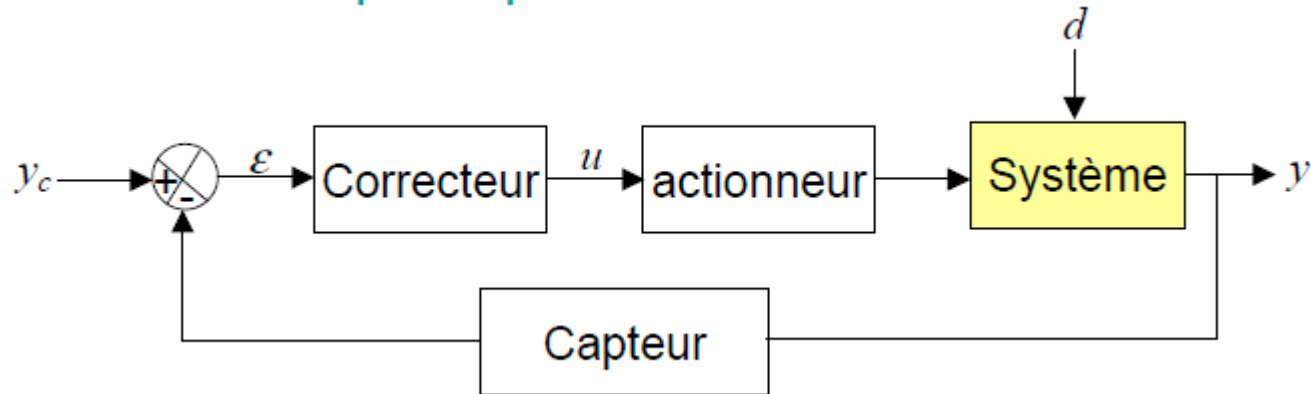 d
y_c
+
-
ε
Correcteur
u
actionneur
Système
y
Capteur